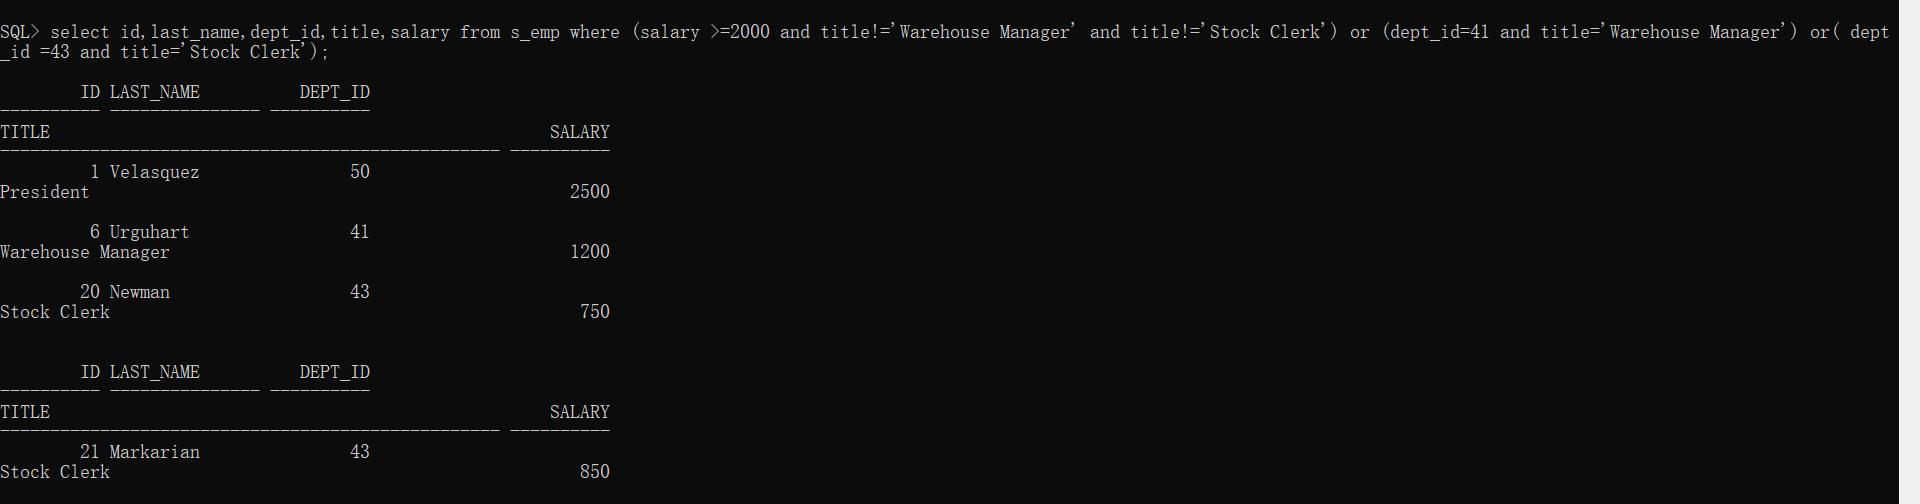 SQL> select id,last_name,dept_id,title,salary from s_emp where (salary >=2000 and title!='Warehouse Manager' and title!='Stock Clerk') or (dept_id=41 and title='Warehouse Manager') or( dept
_id =43 and title='Stock Clerk');
        ID LAST_NAME          DEPT_ID
---------- --------------- ----------
TITLE                                                  SALARY
-------------------------------------------------- ----------
         1 Velasquez               50
President                                                2500
         6 Urguhart                41
Warehouse Manager                                        1200
        20 Newman                  43
Stock Clerk                                               750
        ID LAST_NAME          DEPT_ID
---------- --------------- ----------
TITLE                                                  SALARY
-------------------------------------------------- ----------
        21 Markarian               43
Stock Clerk                                               850